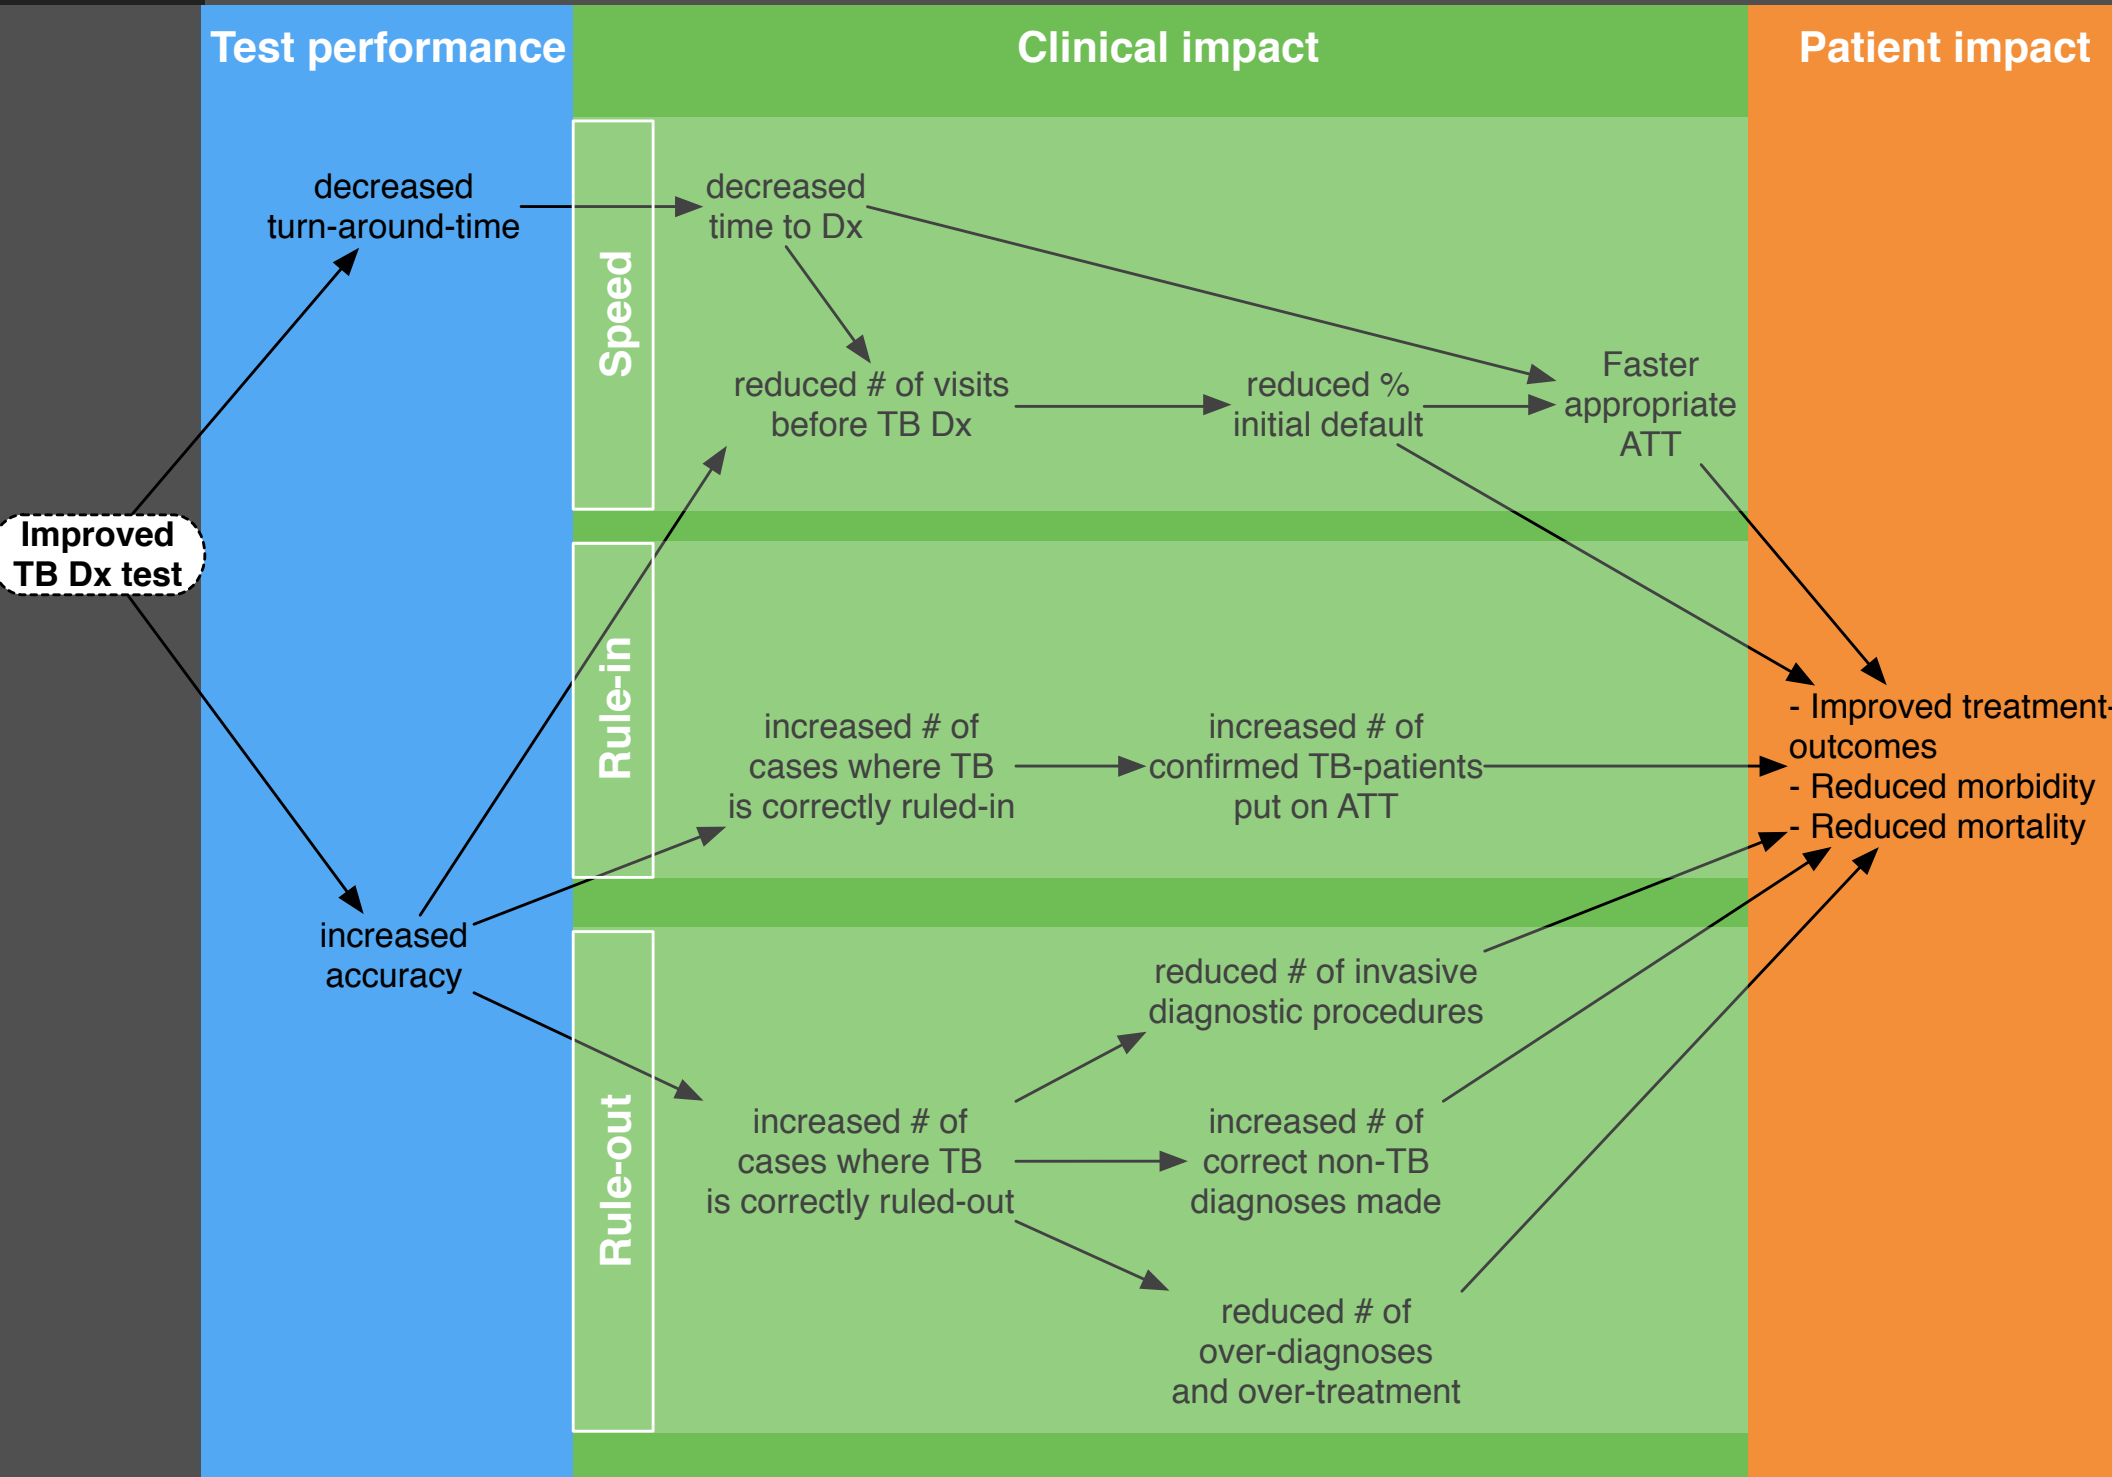 Test performance
Clinical impact
Patient impact
Improved
TB Dx test
decreased
turn-around-time
increased
accuracy
Speed
decreased
time to Dx
reduced # of visits
before TB Dx
reduced %
initial default
Faster
appropriate
ATT
Rule-in
increased # of
cases where TB
is correctly ruled-in
increased # of
confirmed TB-patients
put on ATT
Rule-out
increased # of
cases where TB
is correctly ruled-out
reduced # of invasive
diagnostic procedures
increased # of
correct non-TB
diagnoses made
reduced # of
over-diagnoses
and over-treatment
- Improved treatment-
outcomes
- Reduced morbidity
- Reduced mortality